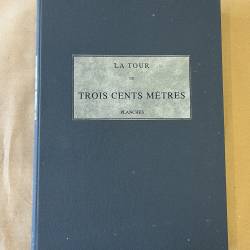 LA TOUR
DE
TROIS CENTS MÈTRES
PLANCHES